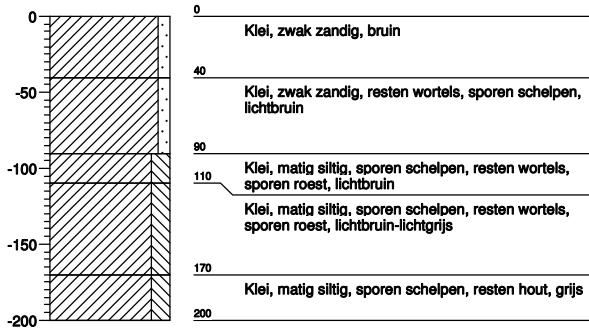 0
-50
-100
-150
-200
0
Klei, zwak zandig, bruin
40
Klei, zwak zandig, resten wortels, sporen schelpen,
lichtbruin
90
Klei, matig siltig, sporen schelpen, resten wortels,
sporen roest, lichtbruin
110
Klei, matig siltig, sporen schelpen, resten wortels,
sporen roest, lichtbruin-lichtgrijs
170
Klei, matig siltig, sporen schelpen, resten hout, grijs
200